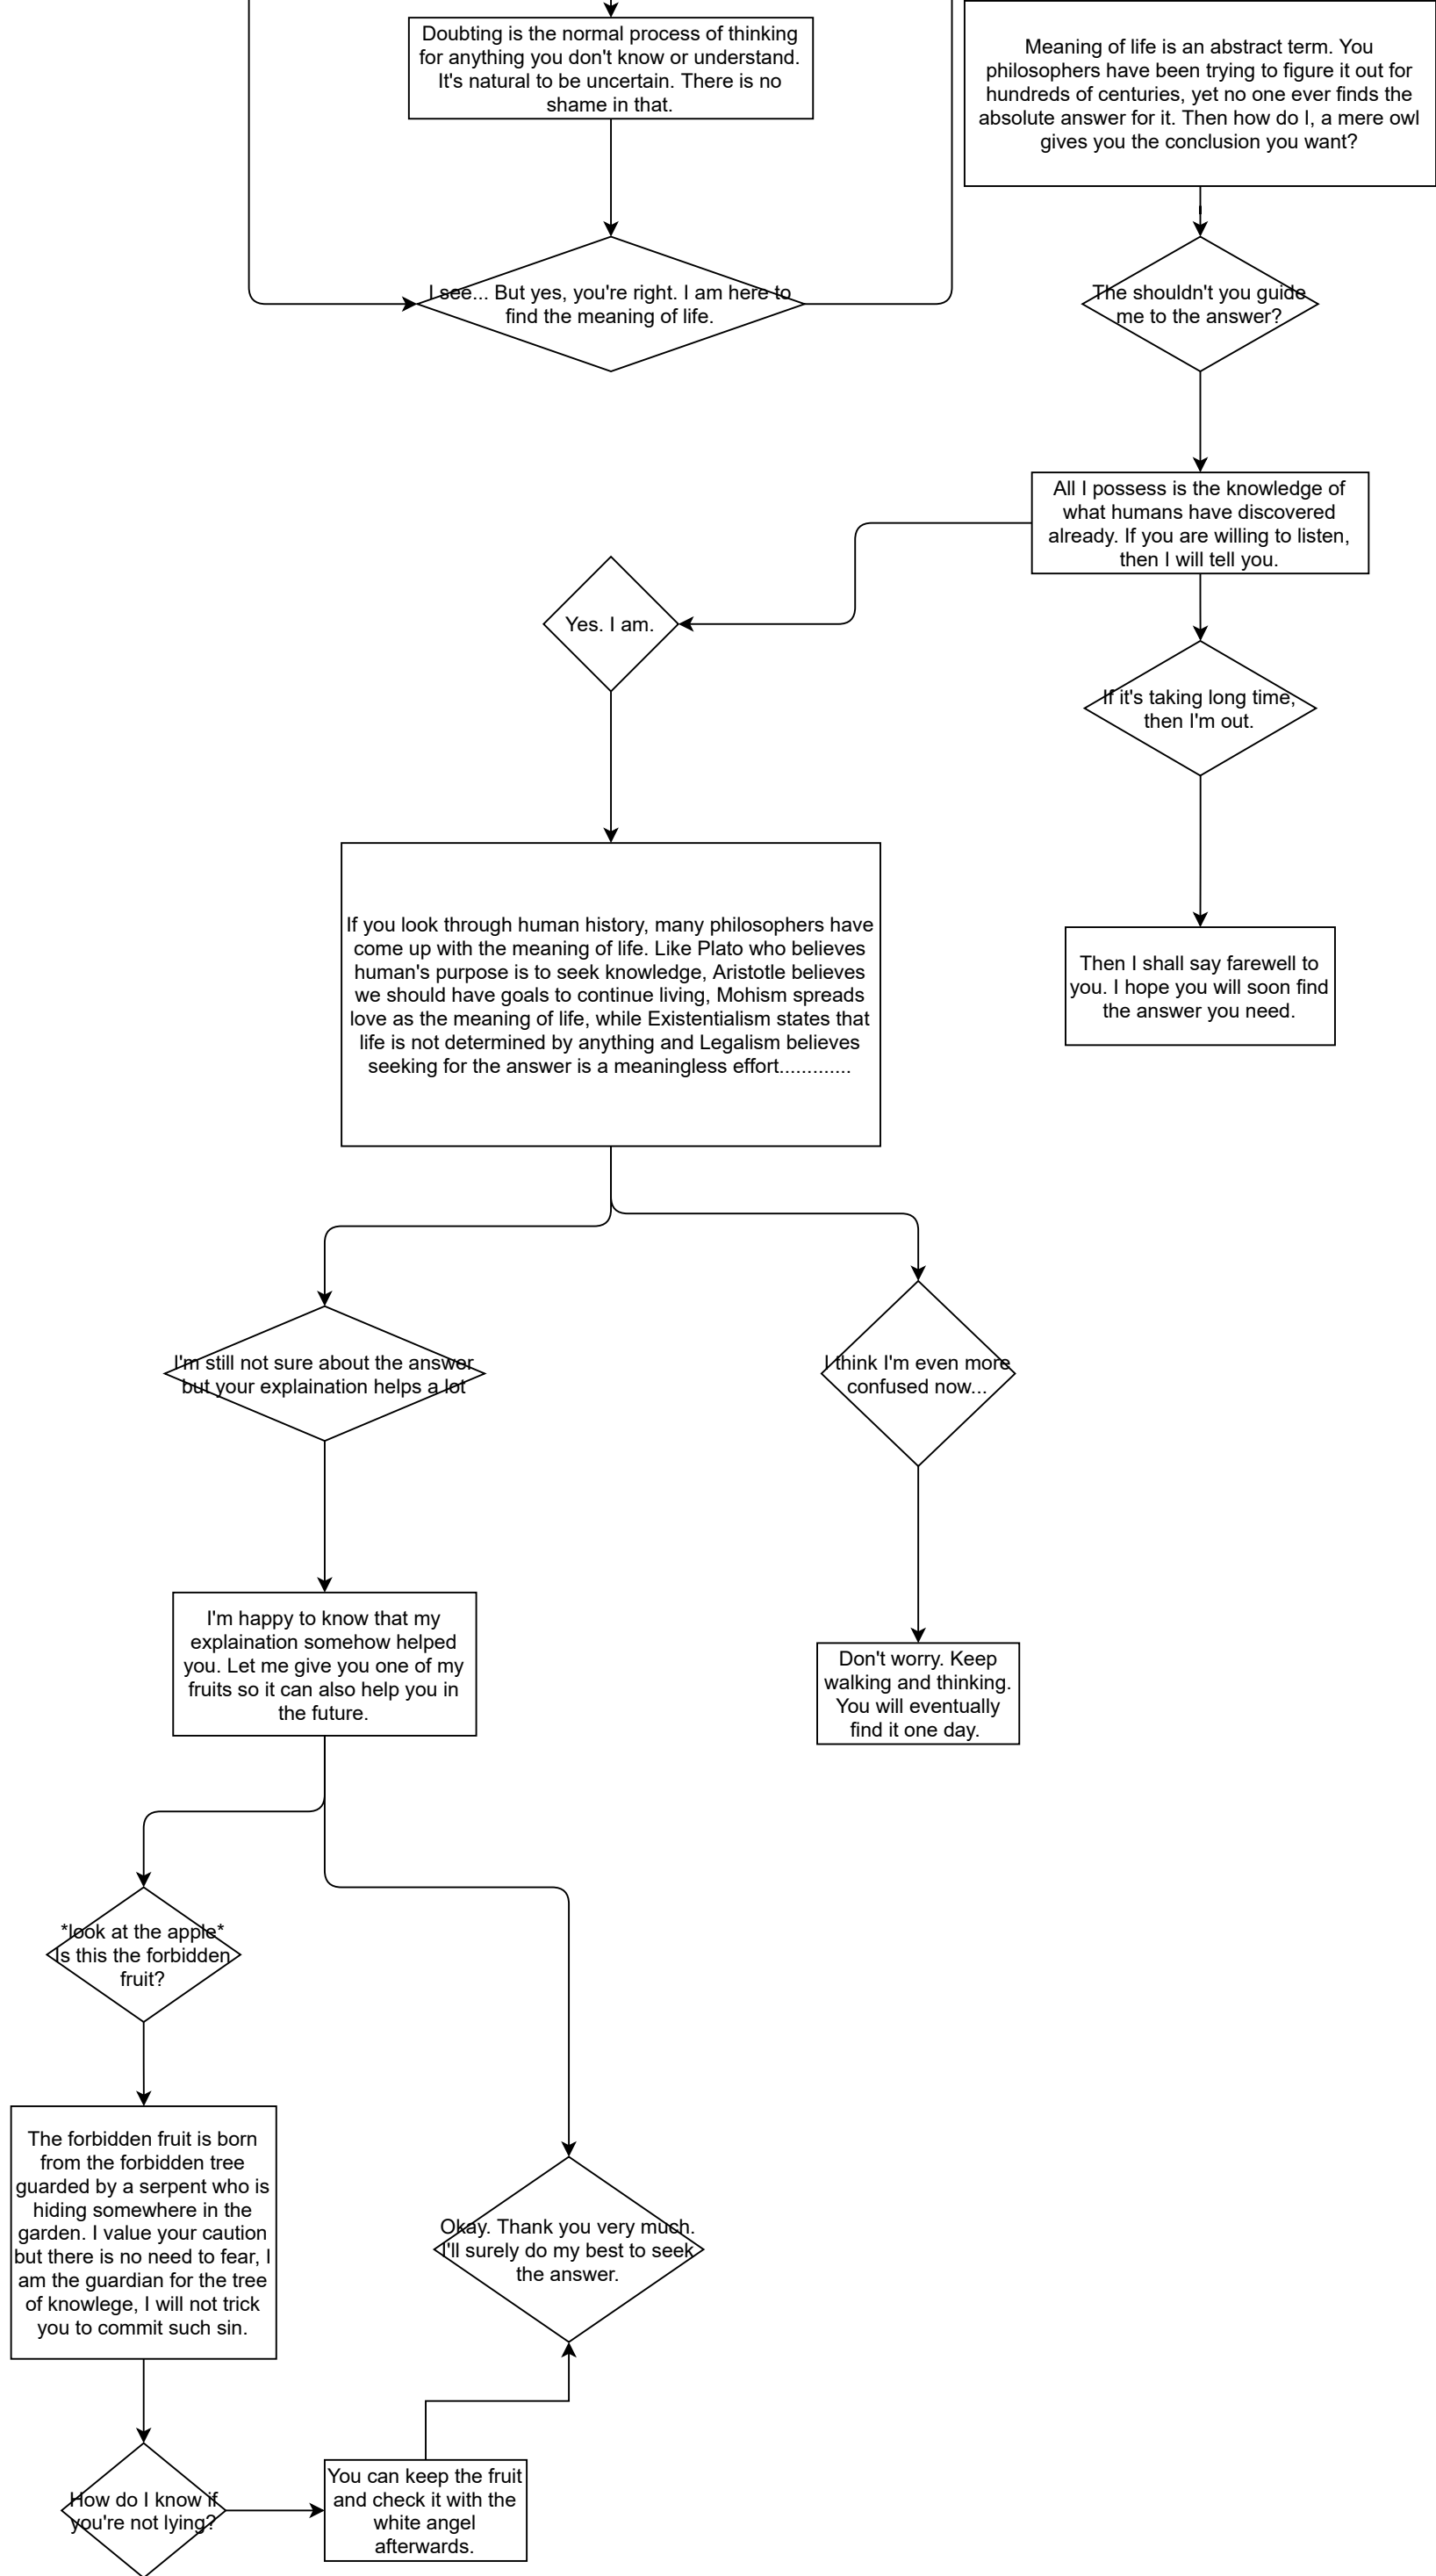 Doubting is the normal process of thinking
for anything you don't know or understand.
It's natural to be uncertain. There is no
shame in that.
Meaning of life is an abstract term. You
philosophers have been trying to figure it out for
hundreds of centuries, yet no one ever finds the
absolute answer for it. Then how do I, a mere owl
gives you the conclusion you want?
I see... But yes, you're right. I am here to
find the meaning of life.
The shouldn't you guide
me to the answer?
All I possess is the knowledge of
what humans have discovered
already. If you are willing to listen,
then I will tell you.
Yes. I am.
If it's taking long time,
then I'm out.
If you look through human history, many philosophers have
come up with the meaning of life. Like Plato who believes
human's purpose is to seek knowledge, Aristotle believes
we should have goals to continue living, Mohism spreads
love as the meaning of life, while Existentialism states that
life is not determined by anything and Legalism believes
seeking for the answer is a meaningless effort.............
Then I shall say farewell to
you. I hope you will soon find
the answer you need.
I'm still not sure about the answer
but your explaination helps a lot
I think I'm even more
confused now...
I'm happy to know that my
explaination somehow helped
you. Let me give you one of my
fruits so it can also help you in
the future.
Don't worry. Keep
walking and thinking.
You will eventually
find it one day.
*look at the apple*
Is this the forbidden
fruit?
The forbidden fruit is born
from the forbidden tree
guarded by a serpent who is
hiding somewhere in the
garden. I value your caution
but there is no need to fear, I
am the guardian for the tree
of knowlege, I will not trick
you to commit such sin.
Okay. Thank you very much.
I'll surely do my best to seek
the answer.
How do I know if
you're not lying?
You can keep the fruit
and check it with the
white angel
afterwards.